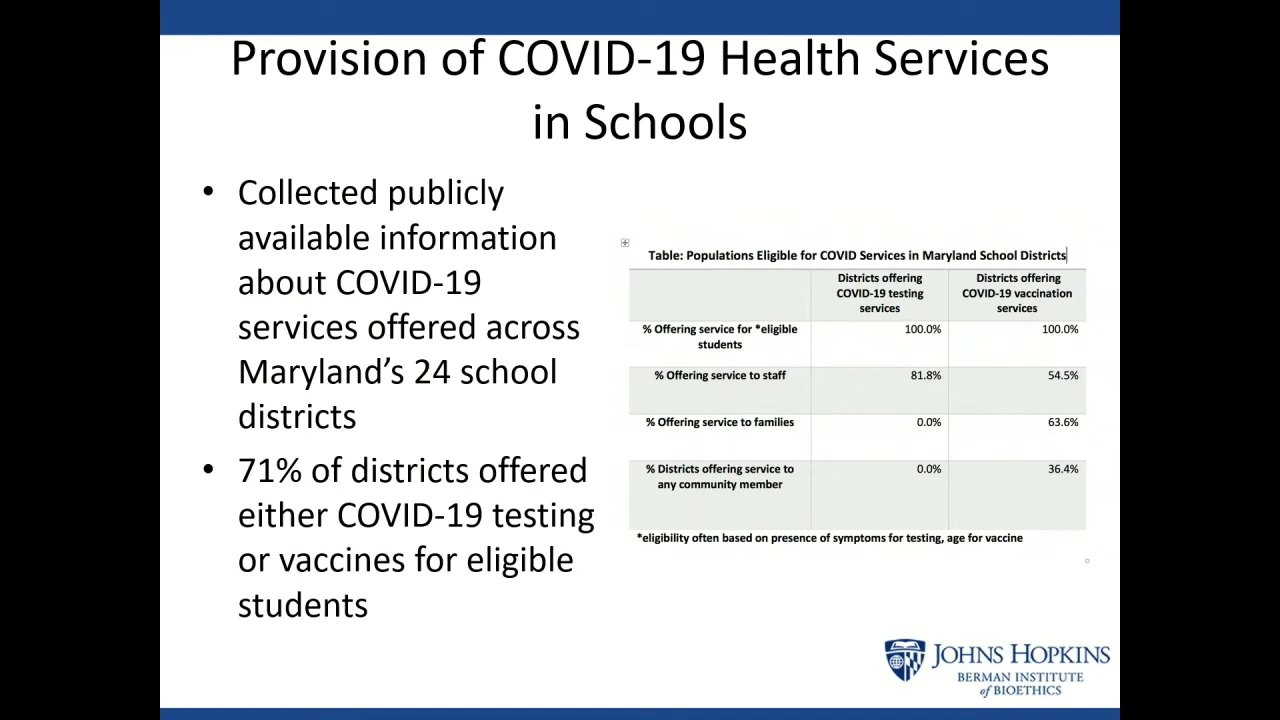 Provision of COVID-19 Health Services
in Schools
• Collected publicly
available information
about COVID-19
services offered across
Maryland’s 24 school
districts
• 71% of districts offered
either COVID-19 testing
or vaccines for eligible
students
Table: Populations Eligible for COVID Services in Maryland School Districts
Districts offering
COVID-19 testing
services
Districts offering
COVID-19 vaccination
services
% Offering service for *eligible
students
100.0%
100.0%
% Offering service to staff
81.8%
54.5%
% Offering service to families
0.0%
63.6%
% Districts offering service to
any community member
0.0%
36.4%
*eligibility often based on presence of symptoms for testing, age for vaccine
JOHNS HOPKINS
BERMAN INSTITUTE
of BIOETHICS